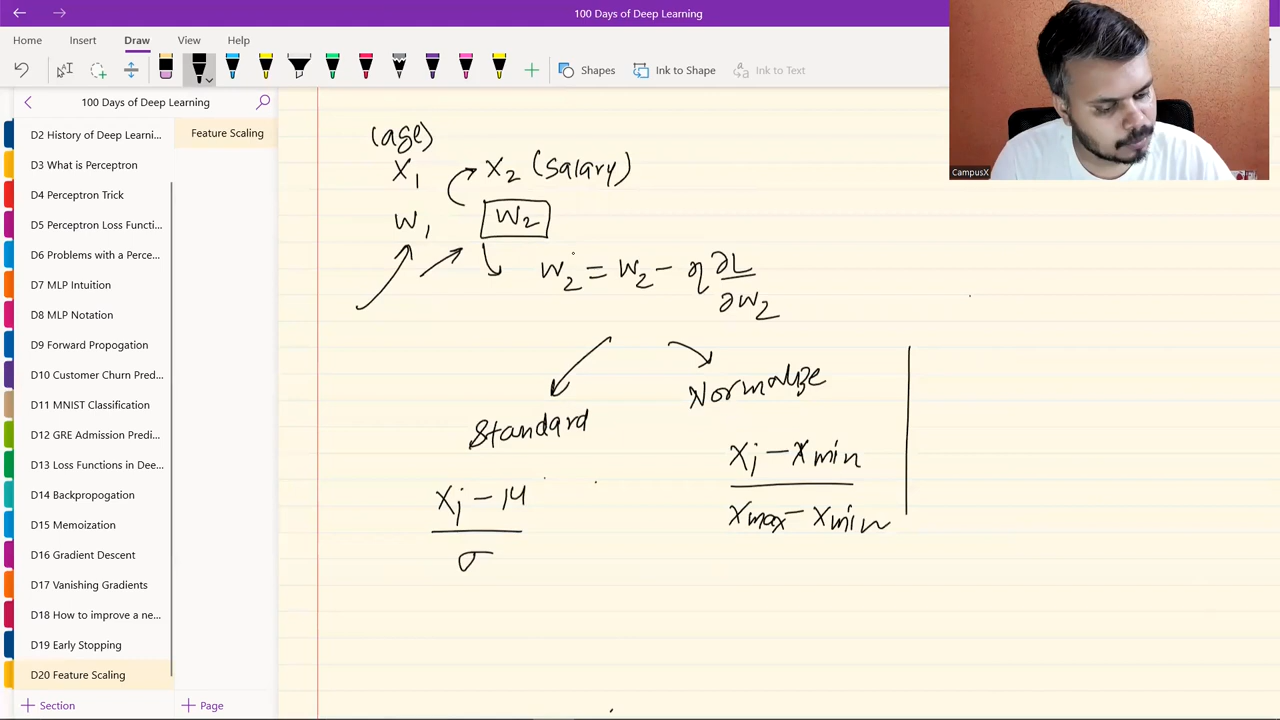 100 Days of Deep Learning
Home Insert Draw View Help
Shapes Ink to Shape Ink to Text
CampusX
100 Days of Deep Learning
D2 History of Deep Learni...
D3 What is Perceptron
D4 Perceptron Trick
D5 Perceptron Loss Functi...
D6 Problems with a Perce...
D7 MLP Intuition
D8 MLP Notation
D9 Forward Propogation
D10 Customer Churn Pred...
D11 MNIST Classification
D12 GRE Admission Predi...
D13 Loss Functions in Dee...
D14 Backpropogation
D15 Memoization
D16 Gradient Descent
D17 Vanishing Gradients
D18 How to improve a ne...
D19 Early Stopping
D20 Feature Scaling
Section
Feature Scaling
Page
(age)
X₁ X₂ (Salary)
W₁ W₂
W₂ = W₂ - η ∂L
∂W₂
Standard
Normalize
Xi - μ
σ
Xi - Xmin
Xmax - Xmin